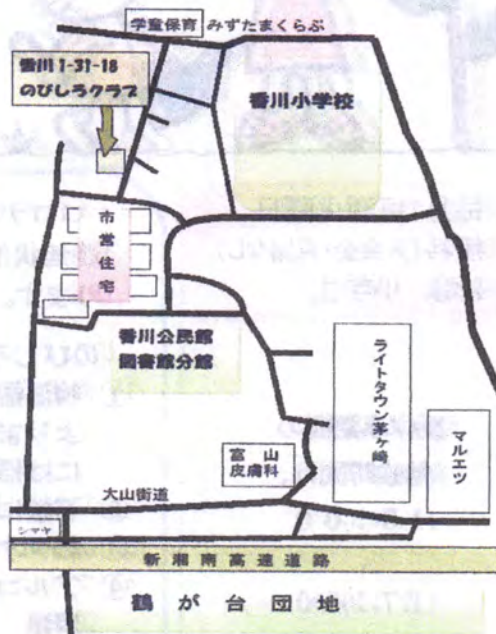 学童保育 みずたまくらぶ
香川 1-31-18
のびしろクラブ
香川小学校
市営住宅
香川公民館
図書館分館
ライトタウン茅ヶ崎
マルエツ
富山
皮膚科
大山街道
シャヤ
新湘南高速道路
鶴が台団地